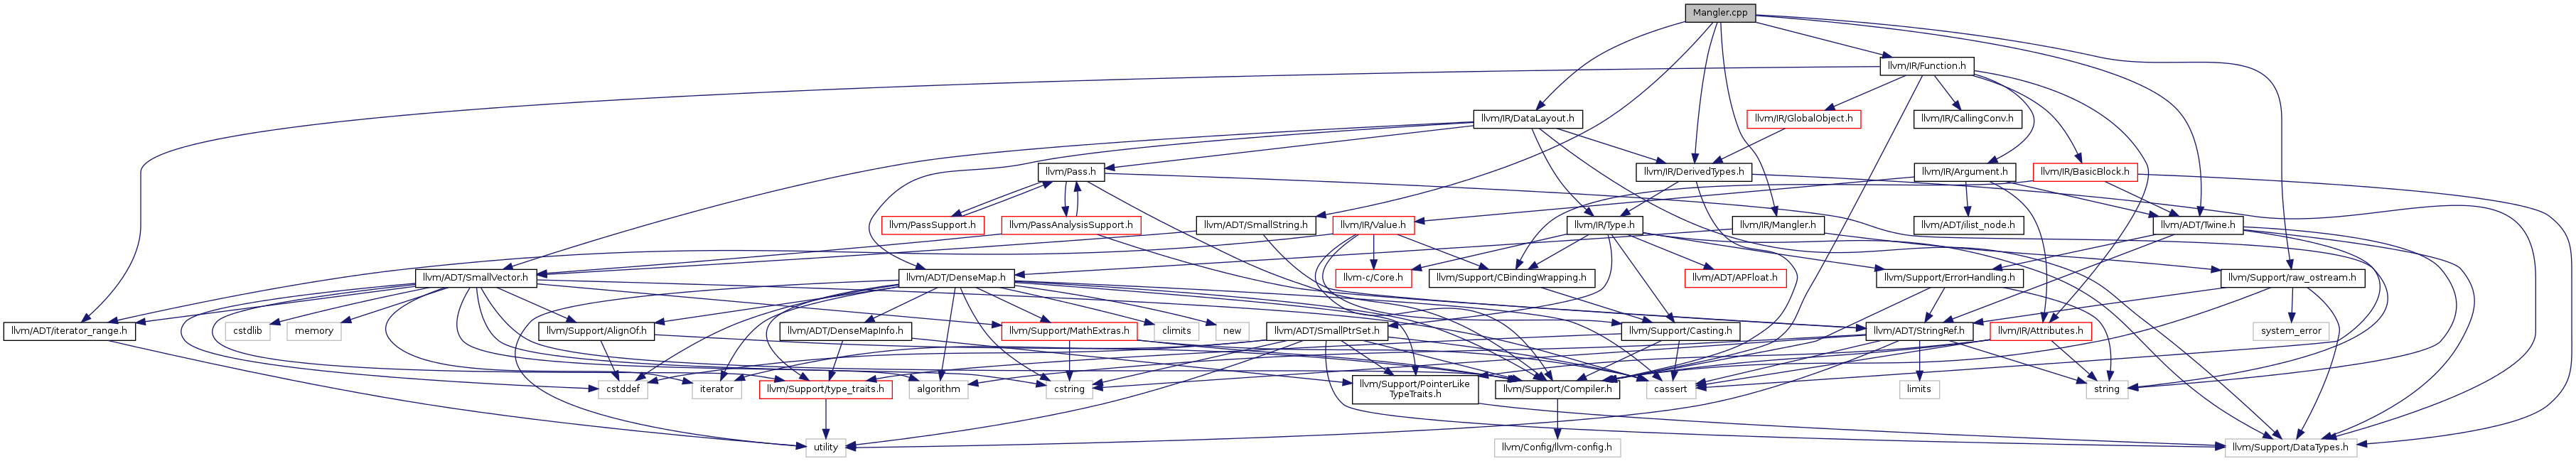 Mangler.cpp
llvm/IR/Function.h
llvm/IR/DataLayout.h
llvm/IR/GlobalObject.h
llvm/IR/CallingConv.h
llvm/Pass.h
llvm/IR/DerivedTypes.h
llvm/IR/Argument.h
llvm/IR/BasicBlock.h
llvm/PassSupport.h
llvm/PassAnalysisSupport.h
llvm/ADT/SmallString.h
llvm/IR/Value.h
llvm/IR/Type.h
llvm/IR/Mangler.h
llvm/ADT/ilist_node.h
llvm/ADT/Twine.h
llvm/ADT/SmallVector.h
llvm/ADT/DenseMap.h
llvm-c/Core.h
llvm/Support/CBindingWrapping.h
llvm/ADT/APFloat.h
llvm/Support/ErrorHandling.h
llvm/Support/raw_ostream.h
llvm/ADT/iterator_range.h
cstdlib
memory
llvm/Support/AlignOf.h
llvm/ADT/DenseMapInfo.h
llvm/Support/MathExtras.h
climits
new
llvm/ADT/SmallPtrSet.h
llvm/Support/Casting.h
llvm/ADT/StringRef.h
llvm/IR/Attributes.h
system_error
cstddef
iterator
llvm/Support/type_traits.h
algorithm
cstring
llvm/Support/PointerLike
TypeTraits.h
llvm/Support/Compiler.h
cassert
limits
string
utility
llvm/Config/llvm-config.h
llvm/Support/DataTypes.h